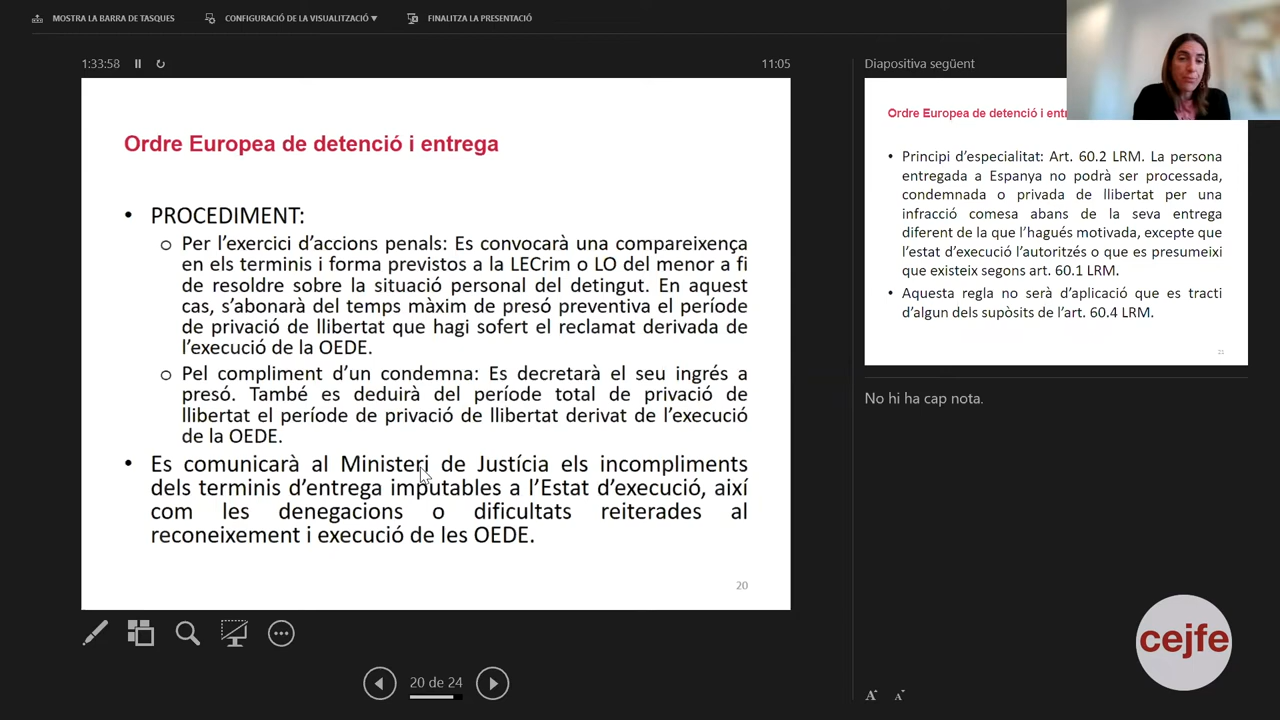 MOSTRA LA BARRA DE TASQUES
CONFIGURACIÓ DE LA VISUALITZACIÓ ▼
FINALITZA LA PRESENTACIÓ
1:33:58
11:05
Ordre Europea de detenció i entrega
• PROCEDIMENT:
o Per l’exercici d’accions penals: Es convocarà una compareixença
en els terminis i forma previstos a la LECrim o LO del menor a fi
de resoldre sobre la situació personal del detingut. En aquest
cas, s’abonarà del temps màxim de presó preventiva el període
de privació de llibertat que hagi sofert el reclamat derivada de
l’execució de la OEDE.
o Pel compliment d’un condemna: Es decretarà el seu ingrés a
presó. També es deduirà del període total de privació de
llibertat el període de privació de llibertat derivat de l’execució
de la OEDE.
• Es comunicarà al Ministeri de Justícia els incompliments
dels terminis d’entrega imputables a l’Estat d’execució, així
com les denegacions o dificultats reiterades al
reconeixement i execució de les OEDE.
20
20 de 24
Diapositiva següent
Ordre Europea de detenció i entr
• Principi d’especialitat: Art. 60.2 LRM. La persona
entregada a Espanya no podrà ser processada,
condemnada o privada de llibertat per una
infracció comesa abans de la seva entrega
diferent de la que l’hagués motivada, excepte que
l’estat d’execució l’autoritzés o que es presumeixi
que existeix segons art. 60.1 LRM.
• Aquesta regla no serà d’aplicació que es tracti
d’algun dels supòsits de l’art. 60.4 LRM.
21
No hi ha cap nota.
cejfe
A A